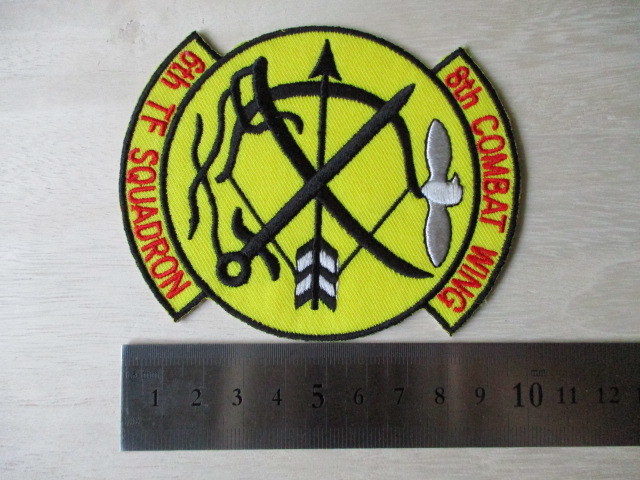 6th TF SQUADRON
8th COMBAT WING
1 2 3 4 5 6 7 8 9 10 11 12